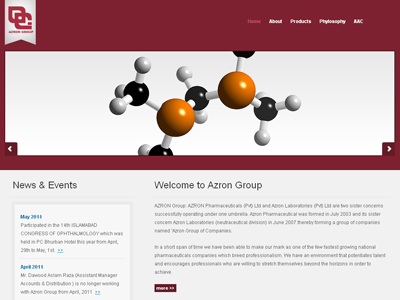 AZRON GROUP
Home About Products Phylosophy AAC
News & Events
May 2011
Participated in the 14th ISLAMABAD
CONGRESS OF OPHTHALMOLOGY which was
held in P.C Bhurban Hotel this year from April,
28th to May, 1st. >>
April 2011
Mr. Dawood Aslam Raza (Assistant Manager
Accounts & Distribution ) is no longer working
with Azron Group from April, 2011. >>
Welcome to Azron Group
AZRON Group: AZRON Pharmaceuticals (Pvt) Ltd and Azron Laboratories (Pvt) Ltd are two sister concerns
successfully operating under one umbrella. Azron Pharmaceutical was formed in July 2003 and its sister
concern Azron Laboratories (neutraceutical division) in June 2007 thereby forming a group of companies
named 'Azron Group of Companies.
In a short span of time we have been able to make our mark as one of the few fastest growing national
pharmaceuticals companies which breed professionalism. We have an environment that potentiates talent
and encourages professionals who are willing to stretch themselves beyond the horizons in order to
achieve.
more >>